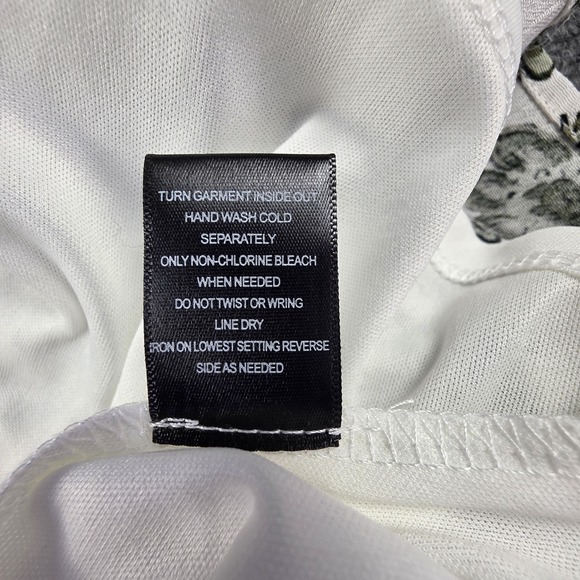 TURN GARMENT INSIDE OUT
HAND WASH COLD
SEPARATELY
ONLY NON-CHLORINE BLEACH
WHEN NEEDED
DO NOT TWIST OR WRING
LINE DRY
IRON ON LOWEST SETTING REVERSE
SIDE AS NEEDED